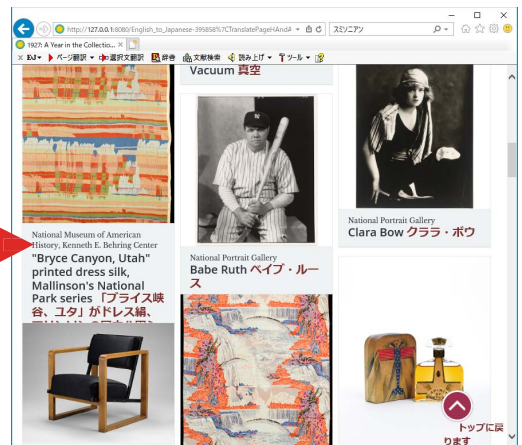 http://127.0.0.1:8080/English_to_Japanese-395858%7CTranslatePageHAnd#
スミソニアン
1927: A Year in the Collectio...
ページ翻訳
選択文翻訳
辞書
文献検索
読み上げ
ツール
Vacuum 真空
National Museum of American
History, Kenneth E. Behring Center
"Bryce Canyon, Utah"
printed dress silk,
Mallinson's National
Park series 「ブライス峡
谷、ユタ」がドレス絹、
National Portrait Gallery
Babe Ruth ベイブ・ルー
ス
National Portrait Gallery
Clara Bow クララ・ボウ
トップに戻
ります